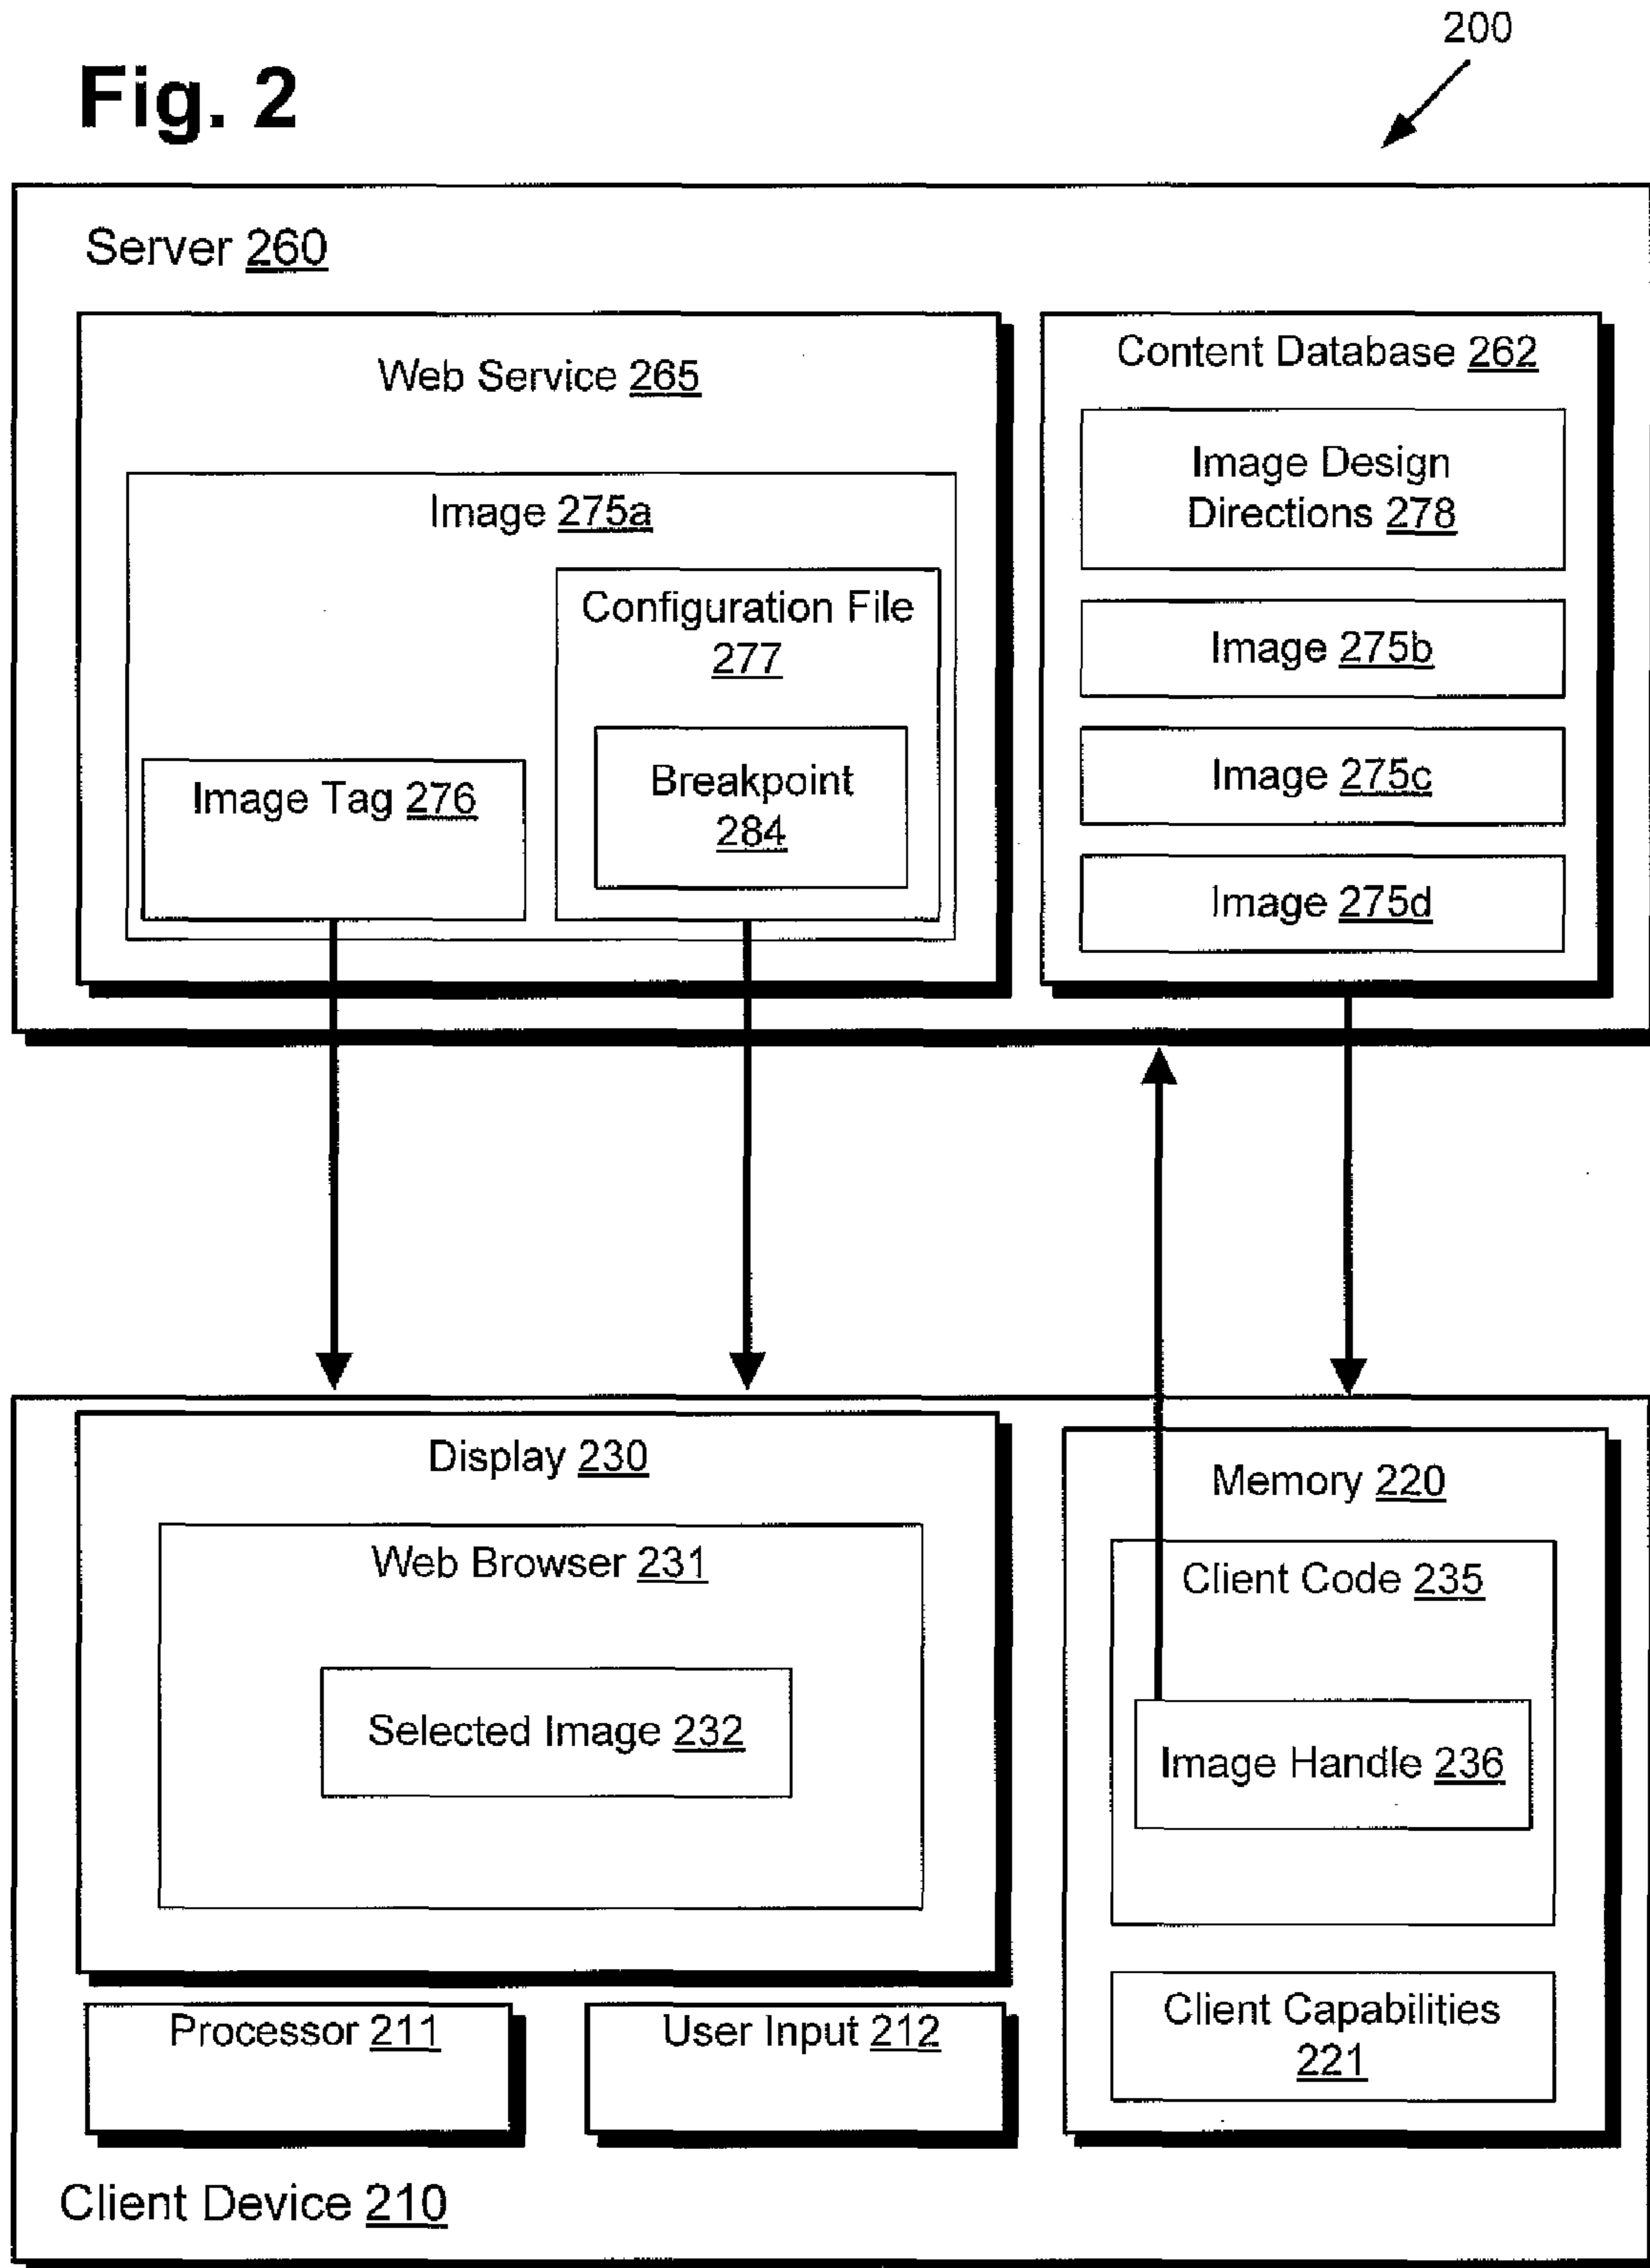 200
Fig. 2
Server 260
Web Service 265
Image 275a
Configuration File
277
Breakpoint
284
Image Tag 276
Content Database 262
Image Design
Directions 278
Image 275b
Image 275c
Image 275d
Display 230
Web Browser 231
Selected Image 232
Memory 220
Client Code 235
Image Handle 236
Client Capabilities
221
Processor 211
User Input 212
Client Device 210